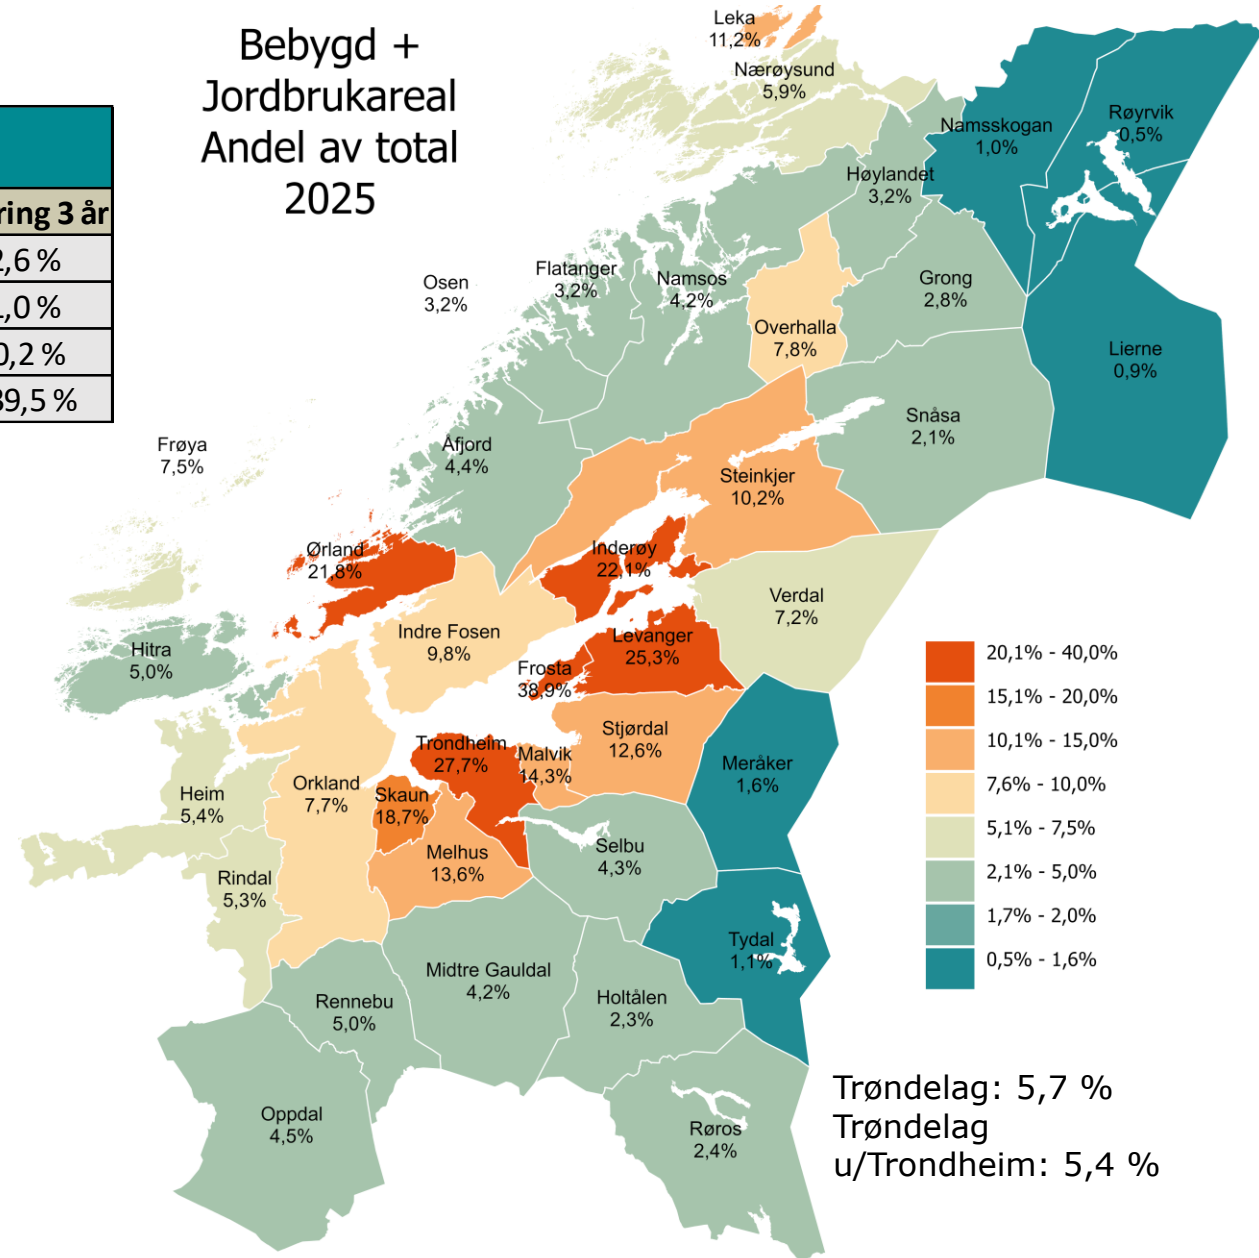 Bebygd +
Jordbrukareal
Andel av total
2025
ring 3 år
,6 %
,0 %
0,2 %
39,5 %
Leka
11,2%
Nærøysund
5,9%
Namsskogan
1,0%
Røyrvik
0,5%
Høylandet
3,2%
Osen
3,2%
Flatanger
3,2%
Namsos
4,2%
Grong
2,8%
Overhalla
7,8%
Lierne
0,9%
Snåsa
2,1%
Frøya
7,5%
Åfjord
4,4%
Steinkjer
10,2%
Ørland
21,8%
Inderøy
22,1%
Verdal
7,2%
Hitra
5,0%
Indre Fosen
9,8%
Levanger
25,3%
Frosta
38,9%
Stjørdal
12,6%
Trondheim
27,7%
Malvik
14,3%
Meråker
1,6%
Heim
5,4%
Orkland
7,7%
Skaun
18,7%
Melhus
13,6%
Selbu
4,3%
Rindal
5,3%
Tydal
1,1%
Midtre Gauldal
4,2%
Rennebu
5,0%
Holtålen
2,3%
Oppdal
4,5%
Røros
2,4%
20,1% - 40,0%
15,1% - 20,0%
10,1% - 15,0%
7,6% - 10,0%
5,1% - 7,5%
2,1% - 5,0%
1,7% - 2,0%
0,5% - 1,6%
Trøndelag: 5,7 %
Trøndelag
u/Trondheim: 5,4 %